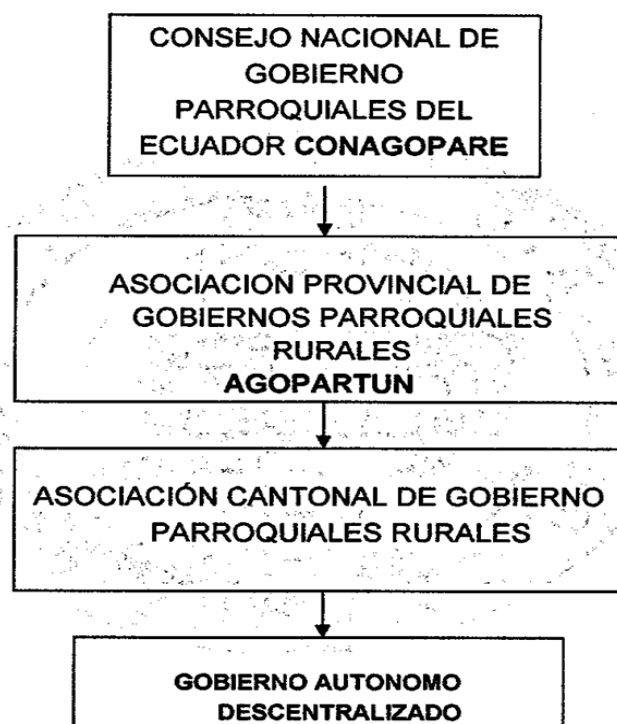 CONSEJO NACIONAL DE
GOBIERNO
PARROQUIALES DEL
ECUADOR CONAGOPARE
ASOCIACION PROVINCIAL DE
GOBIERNOS PARROQUIALES
RURALES
AGOPARTUN
ASOCIACIÓN CANTONAL DE GOBIERNO
PARROQUIALES RURALES
GOBIERNO AUTONOMO
DESCENTRALIZADO